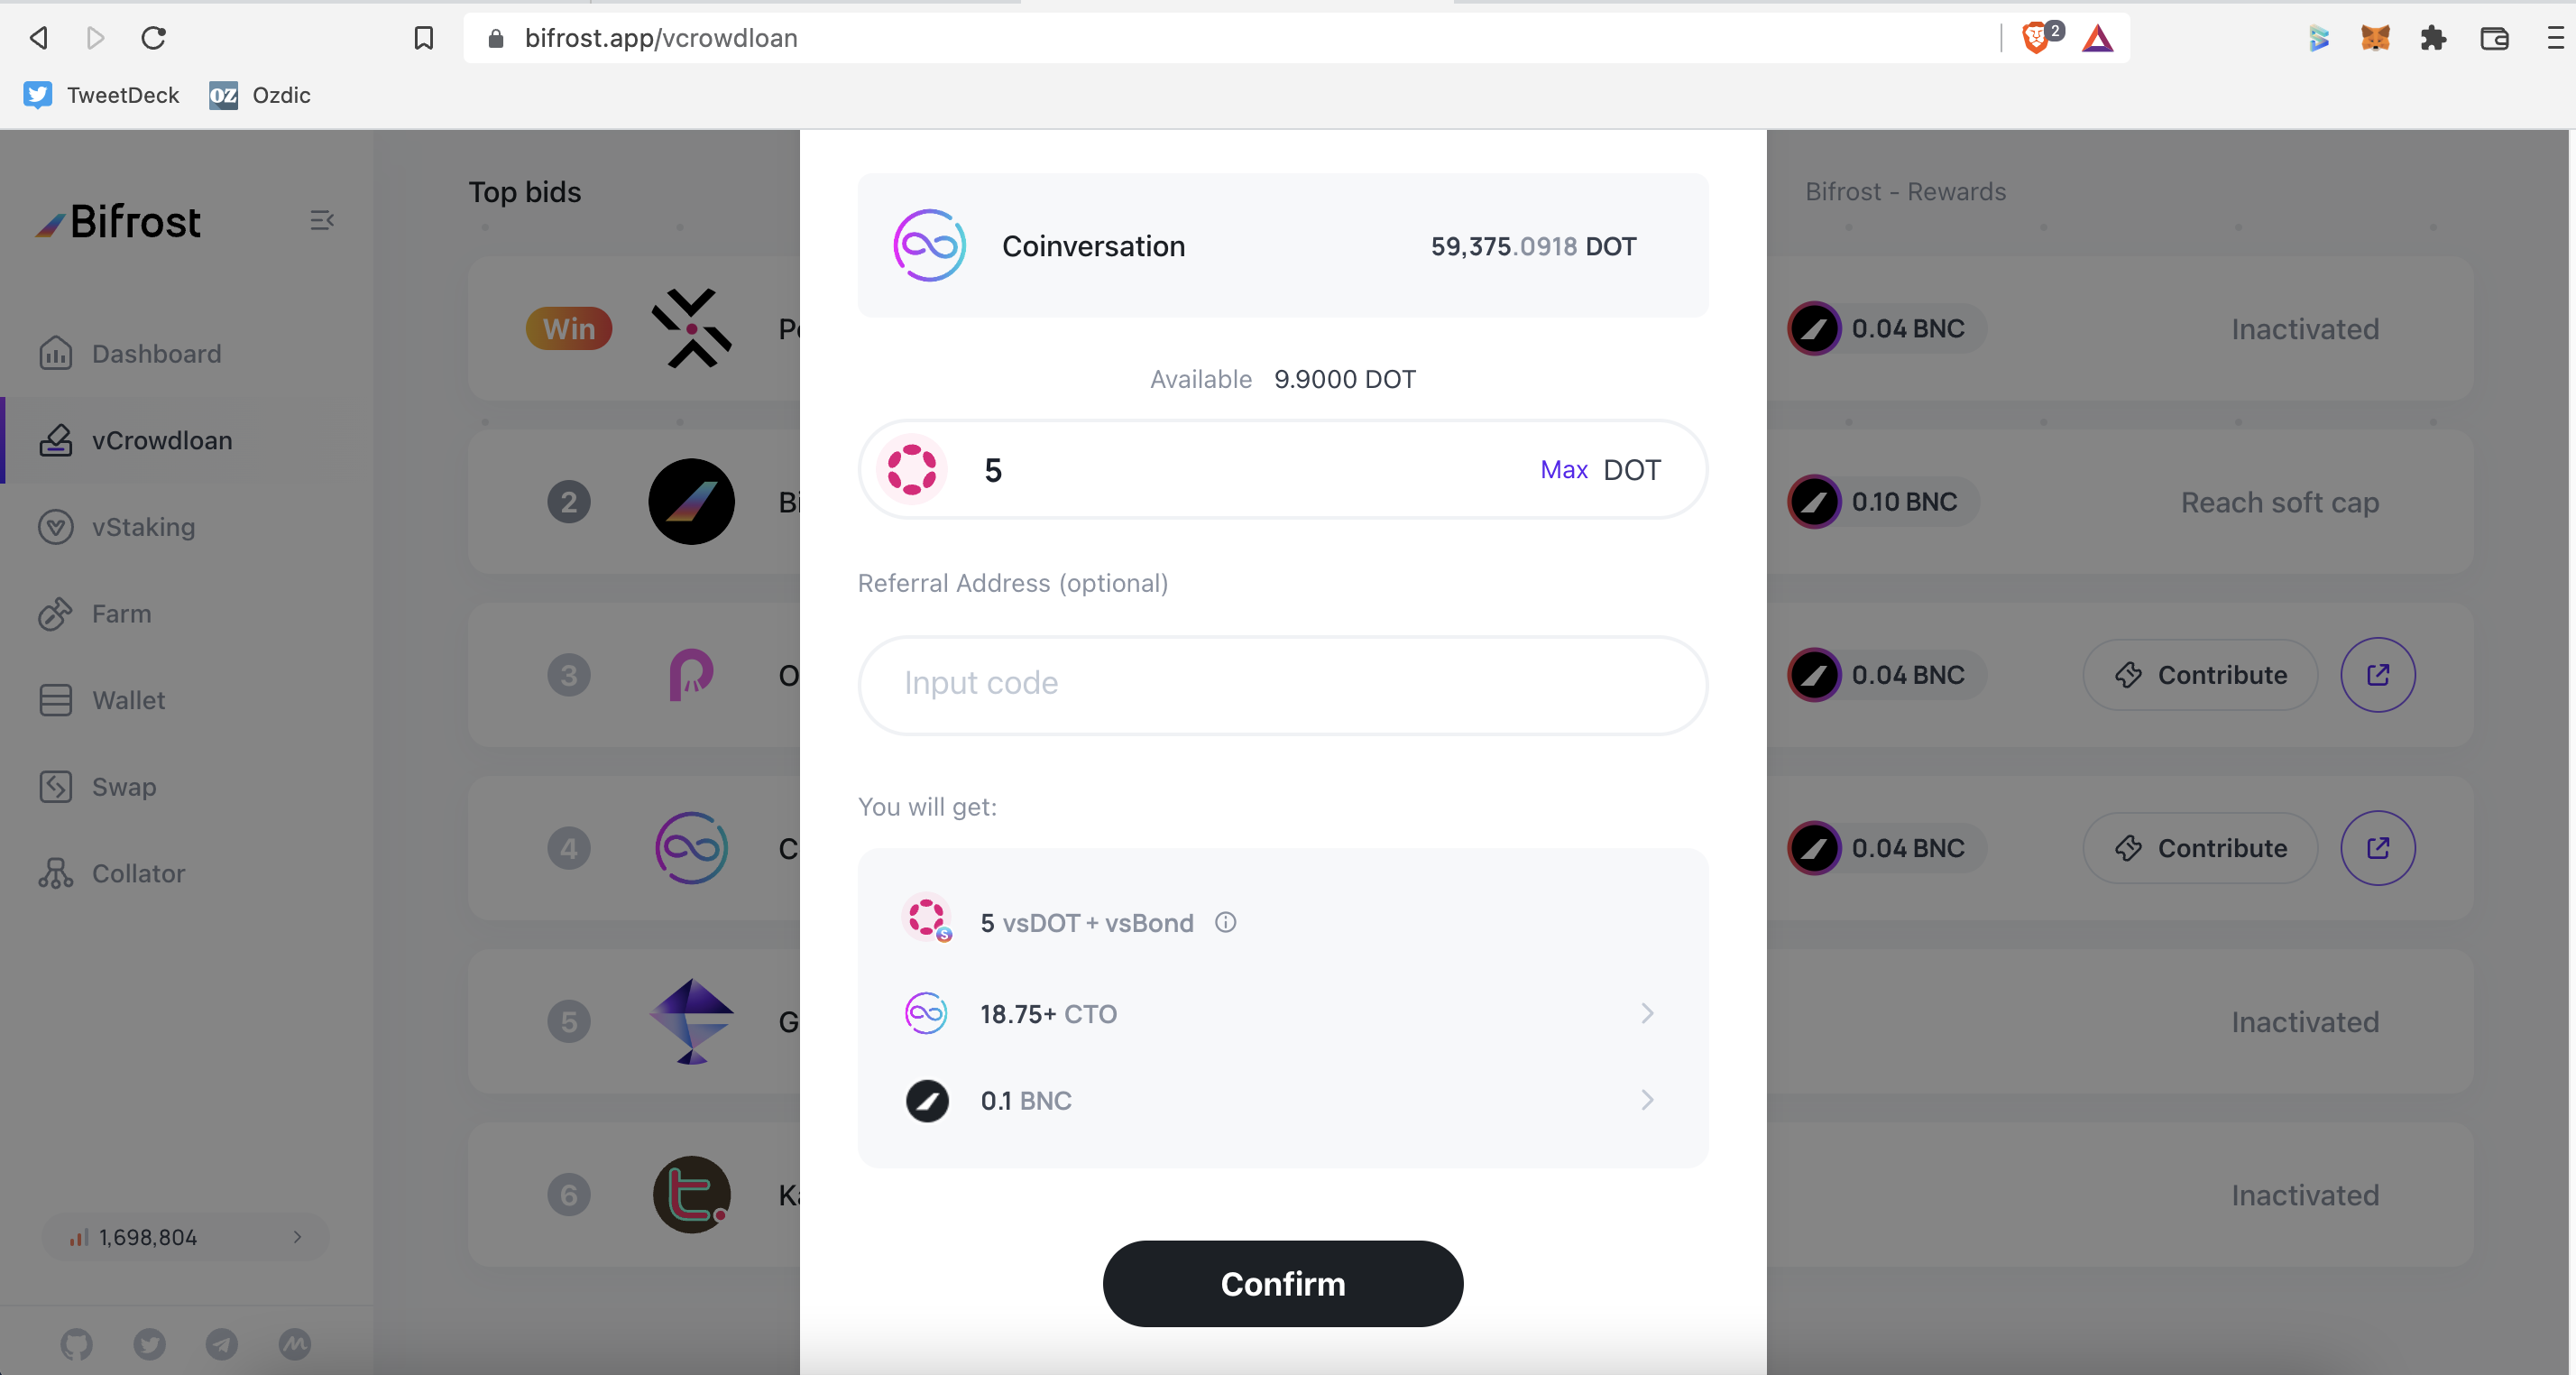 bifrost.app/vcrowdloan
2
TweetDeck
OZ
Ozdic
Bifrost
Dashboard
vCrowdloan
vStaking
Farm
Wallet
Swap
Collator
1,698,804
Top bids
Win
2
3
4
5
6
Coinversation
59,375.0918 DOT
Available 9.9000 DOT
5
Max DOT
Referral Address (optional)
Input code
You will get:
5 vsDOT + vsBond
18.75+ CTO
0.1 BNC
Confirm
Bifrost - Rewards
0.04 BNC
Inactivated
0.10 BNC
Reach soft cap
0.04 BNC
Contribute
0.04 BNC
Contribute
Inactivated
Inactivated